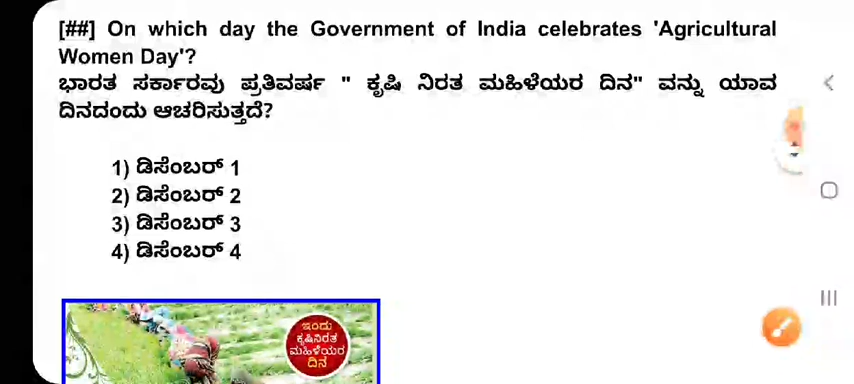 [##] On which day the Government of India celebrates 'Agricultural
Women Day'?
ಭಾರತ ಸರ್ಕಾರವು ಪ್ರತಿವರ್ಷ " ಕೃಷಿ ನಿರತ ಮಹಿಳೆಯರ ದಿನ" ವನ್ನು ಯಾವ
ದಿನದಂದು ಆಚರಿಸುತ್ತದೆ?
1) ಡಿಸೆಂಬರ್ 1
2) ಡಿಸೆಂಬರ್ 2
3) ಡಿಸೆಂಬರ್ 3
4) ಡಿಸೆಂಬರ್ 4
ಇಂದು
ಕೃಷಿನಿರತ
ಮಹಿಳೆಯರ
ದಿನ